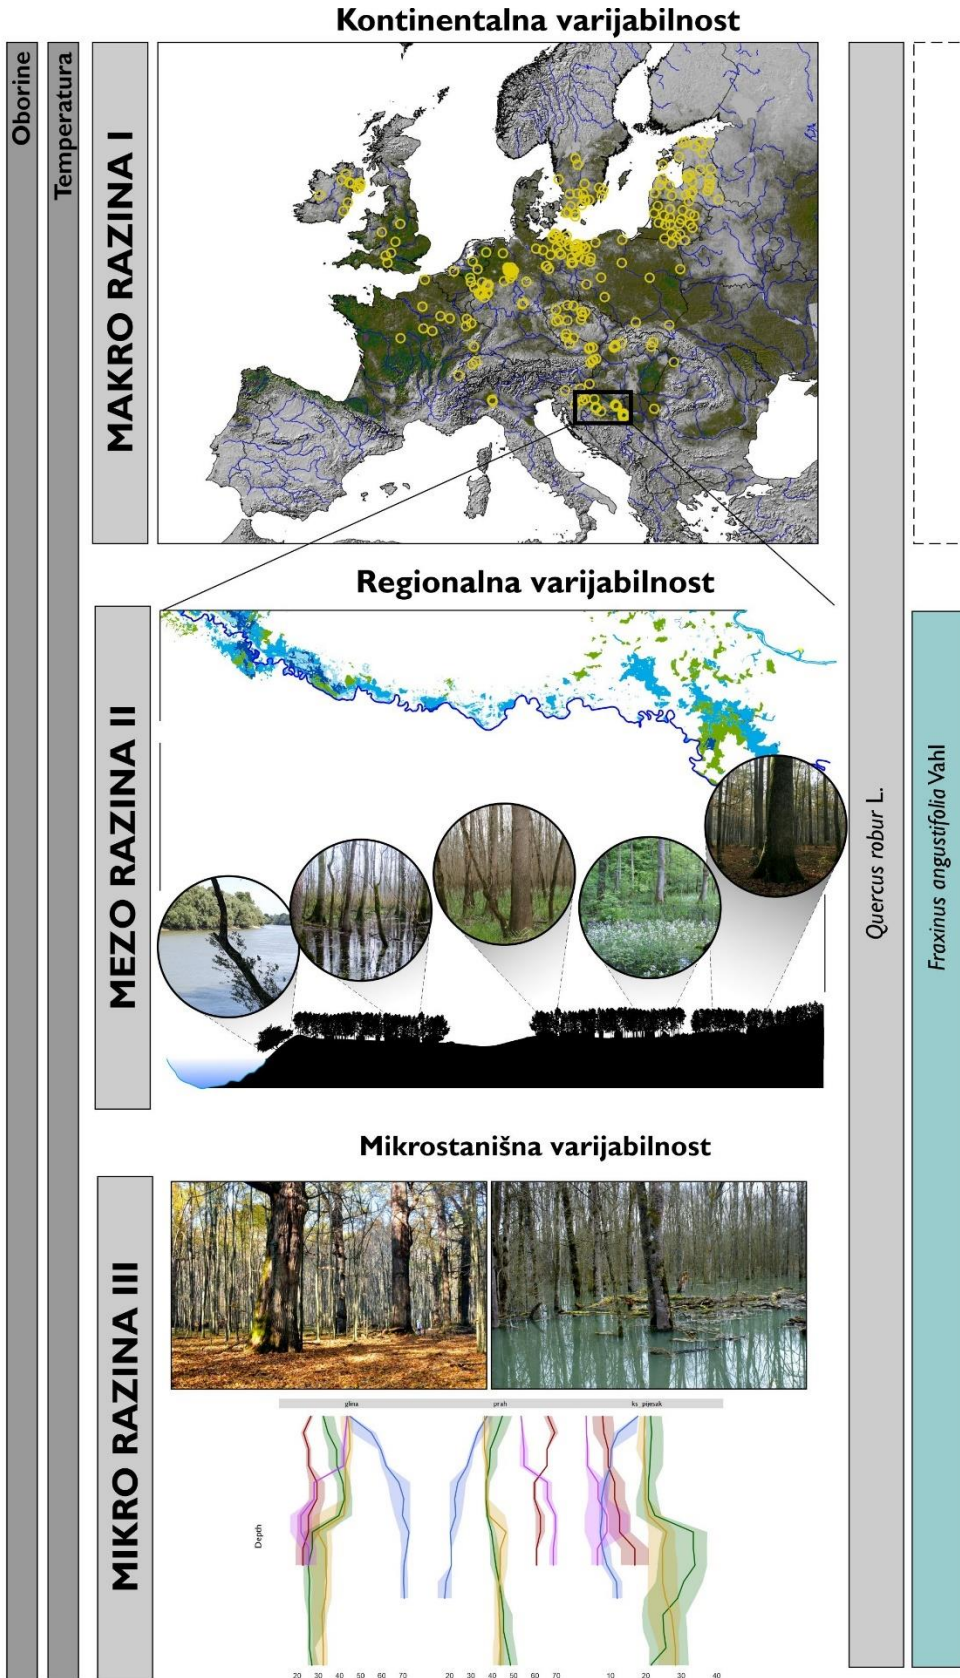 Kontinentalna varijabilnost
Oborine
Temperatura
MAKRO RAZINA I
Regionalna varijabilnost
MEZO RAZINA II
Quercus robur L.
Fraxinus angustifolia Vahl
Mikrostanišna varijabilnost
MIKRO RAZINA III
glina prah ks_pijesak
Depth
20 30 40 50 60 70 20 30 40 50 60 70 10 20 30 40